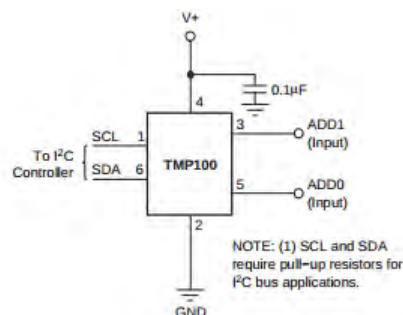 V+
0.1µF
4
3
ADD1
(Input)
SCL
1
To I²C
Controller
TMP100
SDA
6
5
ADD0
(Input)
2
NOTE: (1) SCL and SDA
require pull−up resistors for
I²C bus applications.
GND